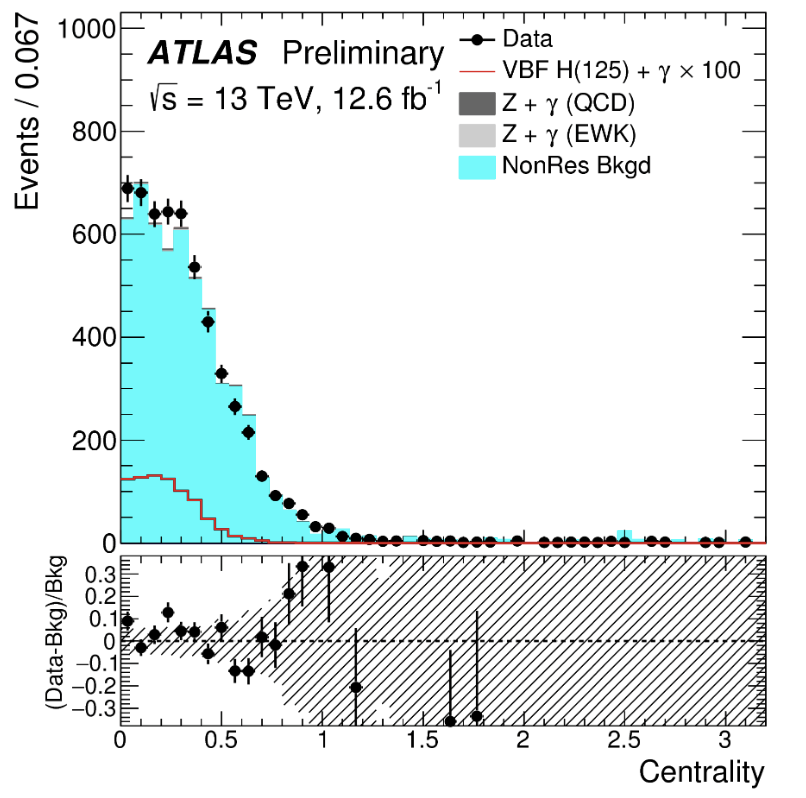 ATLAS Preliminary
√s = 13 TeV, 12.6 fb⁻¹
Data
VBF H(125) + γ × 100
Z + γ (QCD)
Z + γ (EWK)
NonRes Bkgd
Events / 0.067
1000
800
600
400
200
0
(Data-Bkg)/Bkg
0.3
0.2
0.1
0
−0.1
−0.2
−0.3
0 0.5 1 1.5 2 2.5 3
Centrality